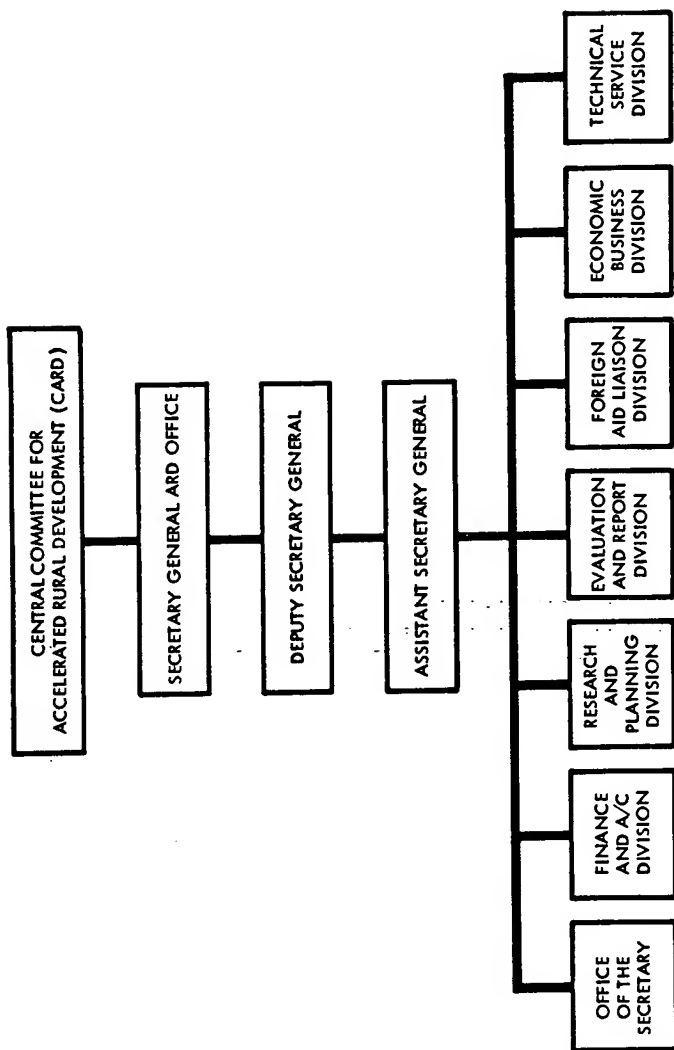 CENTRAL COMMITTEE FOR
ACCELERATED RURAL DEVELOPMENT (CARD)
SECRETARY GENERAL ARD OFFICE
DEPUTY SECRETARY GENERAL
ASSISTANT SECRETARY GENERAL
OFFICE
OF THE
SECRETARY
FINANCE
AND A/C
DIVISION
RESEARCH
AND
PLANNING
DIVISION
EVALUATION
AND REPORT
DIVISION
FOREIGN
AID LIAISON
DIVISION
ECONOMIC
BUSINESS
DIVISION
TECHNICAL
SERVICE
DIVISION